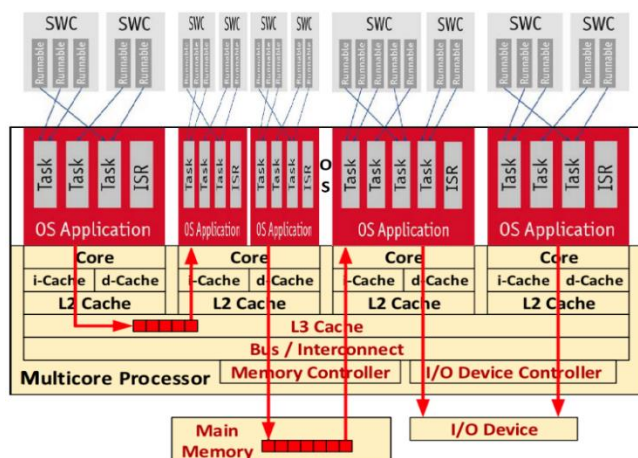 SWC SWC SWC SWC SWC SWC SWC SWC SWC SWC
Runnable Runnable Runnable Runnable Runnable Runnable Runnable Runnable Runnable Runnable Runnable Runnable Runnable Runnable Runnable Runnable Runnable Runnable Runnable Runnable Runnable Runnable Runnable Runnable Runnable Runnable Runnable
Task Task Task ISR Task Task Task ISR Task Task Task ISR OS Task Task Task ISR Task Task Task ISR
OS Application OS Application OS Application OS Application OS Application
Core Core Core Core
i-Cache d-Cache i-Cache d-Cache i-Cache d-Cache i-Cache d-Cache
L2 Cache L2 Cache L2 Cache L2 Cache
L3 Cache
Bus / Interconnect
Multicore Processor Memory Controller I/O Device Controller
Main Memory I/O Device